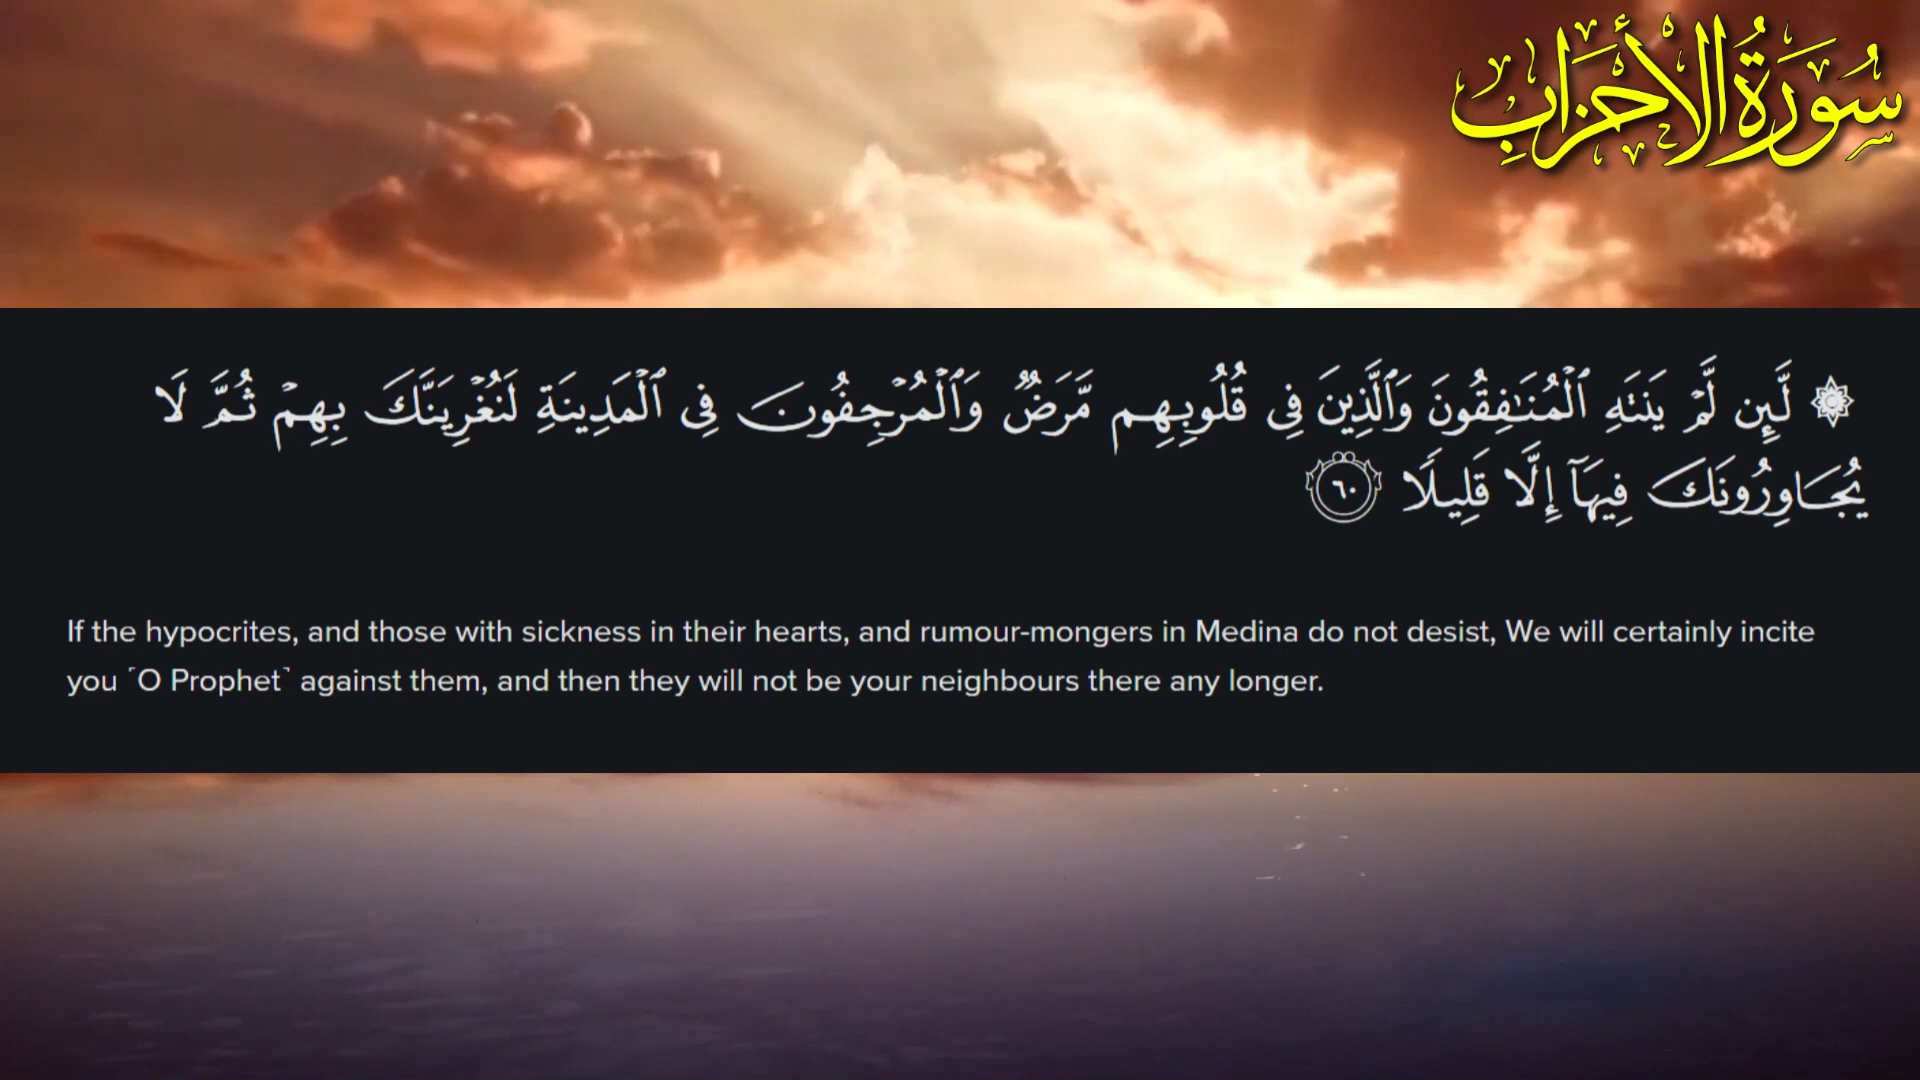 سُورَةُ الأَحْزَابِ
۞ لَّئِن لَّمْ يَنتَهِ ٱلْمُنَـٰفِقُونَ وَٱلَّذِينَ فِى قُلُوبِهِم مَّرَضٌ وَٱلْمُرْجِفُونَ فِى ٱلْمَدِينَةِ لَنُغْرِيَنَّكَ بِهِمْ ثُمَّ لَا
يُجَاوِرُونَكَ فِيهَآ إِلَّا قَلِيلًا ٦٠
If the hypocrites, and those with sickness in their hearts, and rumour-mongers in Medina do not desist, We will certainly incite
you ˹O Prophet˺ against them, and then they will not be your neighbours there any longer.